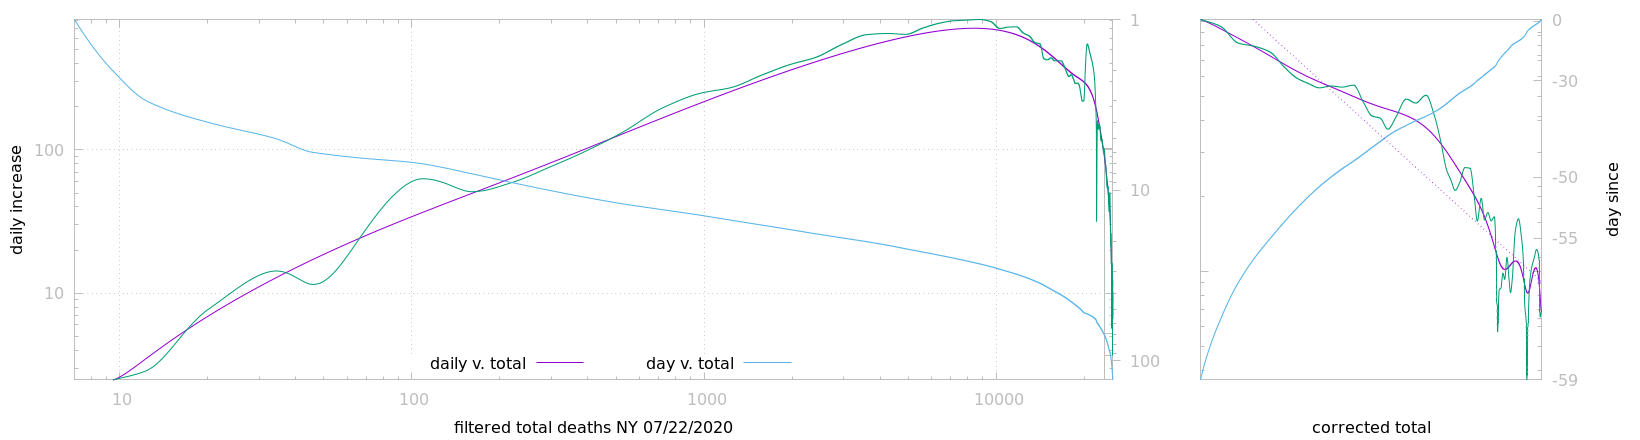 1
0
-30
100
daily increase
10
-50
day since
-55
10
daily v. total
day v. total
100
-59
10
100
1000
10000
filtered total deaths NY 07/22/2020
corrected total